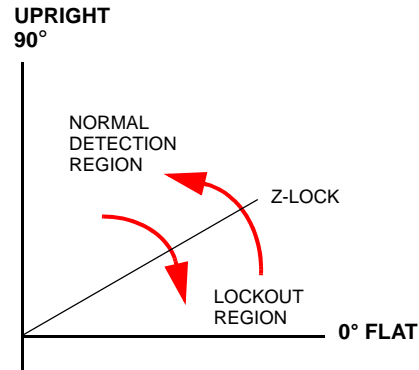 UPRIGHT
90°
NORMAL
DETECTION
REGION
Z-LOCK
LOCKOUT
REGION
0° FLAT